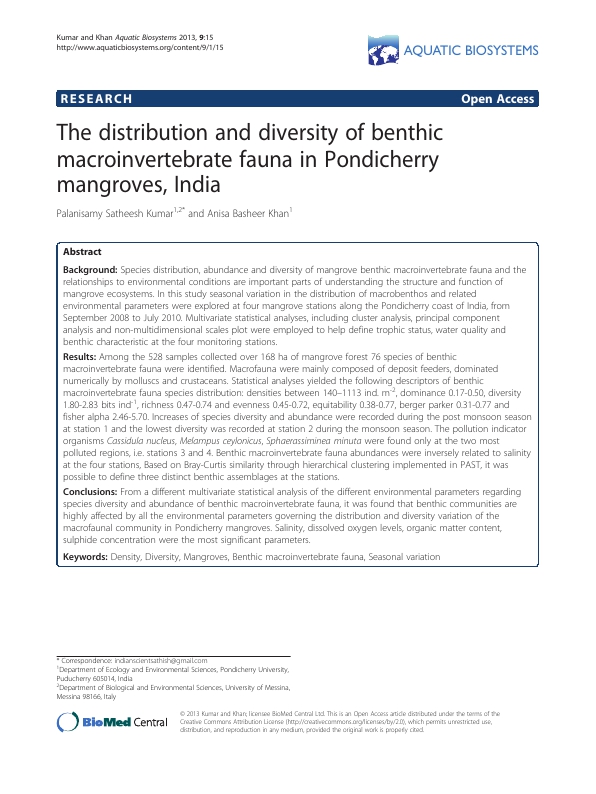 Kumar and Khan Aquatic Biosystems 2013, 9:15
http://www.aquaticbiosystems.org/content/9/1/15
AQUATIC BIOSYSTEMS
RESEARCH
Open Access
The distribution and diversity of benthic
macroinvertebrate fauna in Pondicherry
mangroves, India
Palanisamy Satheesh Kumar1,2* and Anisa Basheer Khan1
Abstract
Background: Species distribution, abundance and diversity of mangrove benthic macroinvertebrate fauna and the
relationships to environmental conditions are important parts of understanding the structure and function of
mangrove ecosystems. In this study seasonal variation in the distribution of macrobenthos and related
environmental parameters were explored at four mangrove stations along the Pondicherry coast of India, from
September 2008 to July 2010. Multivariate statistical analyses, including cluster analysis, principal component
analysis and non-multidimensional scales plot were employed to help define trophic status, water quality and
benthic characteristic at the four monitoring stations.
Results: Among the 528 samples collected over 168 ha of mangrove forest 76 species of benthic
macroinvertebrate fauna were identified. Macrofauna were mainly composed of deposit feeders, dominated
numerically by molluscs and crustaceans. Statistical analyses yielded the following descriptors of benthic
macroinvertebrate fauna species distribution: densities between 140–1113 ind. m-2, dominance 0.17-0.50, diversity
1.80-2.83 bits ind-1, richness 0.47-0.74 and evenness 0.45-0.72, equitability 0.38-0.77, berger parker 0.31-0.77 and
fisher alpha 2.46-5.70. Increases of species diversity and abundance were recorded during the post monsoon season
at station 1 and the lowest diversity was recorded at station 2 during the monsoon season. The pollution indicator
organisms Cassidula nucleus, Melampus ceylonicus, Sphaerassiminea minuta were found only at the two most
polluted regions, i.e. stations 3 and 4. Benthic macroinvertebrate fauna abundances were inversely related to salinity
at the four stations, Based on Bray-Curtis similarity through hierarchical clustering implemented in PAST, it was
possible to define three distinct benthic assemblages at the stations.
Conclusions: From a different multivariate statistical analysis of the different environmental parameters regarding
species diversity and abundance of benthic macroinvertebrate fauna, it was found that benthic communities are
highly affected by all the environmental parameters governing the distribution and diversity variation of the
macrofaunal community in Pondicherry mangroves. Salinity, dissolved oxygen levels, organic matter content,
sulphide concentration were the most significant parameters.
Keywords: Density, Diversity, Mangroves, Benthic macroinvertebrate fauna, Seasonal variation
* Correspondence: indianscientsathish@gmail.com
1Department of Ecology and Environmental Sciences, Pondicherry University,
Puducherry 605014, India
2Department of Biological and Environmental Sciences, University of Messina,
Messina 98166, Italy
BioMed Central
© 2013 Kumar and Khan; licensee BioMed Central Ltd. This is an Open Access article distributed under the terms of the
Creative Commons Attribution License (http://creativecommons.org/licenses/by/2.0), which permits unrestricted use,
distribution, and reproduction in any medium, provided the original work is properly cited.